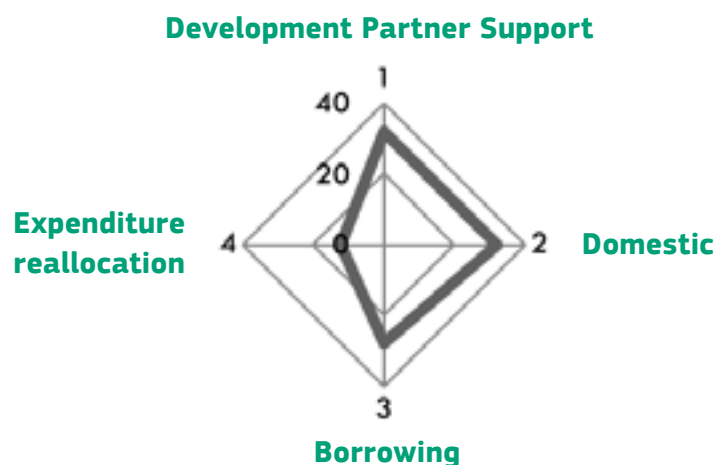 Development Partner Support
1
40
20
Expenditure
reallocation
4
0
2
Domestic
3
Borrowing